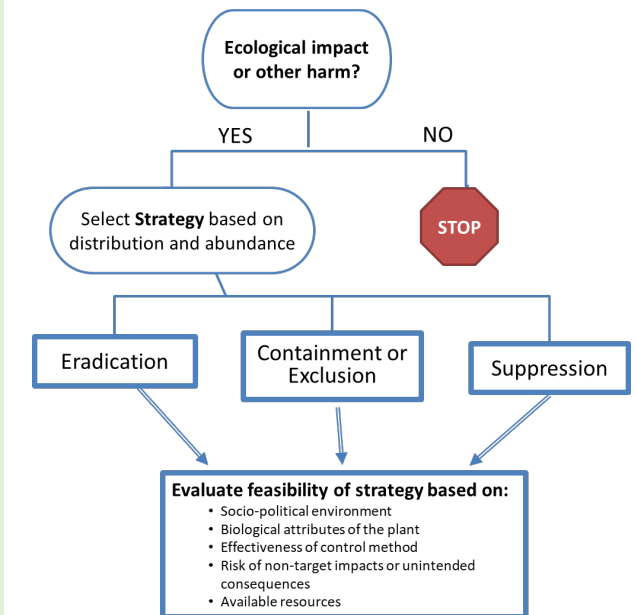 Ecological impact
or other harm?
YES
NO
Select Strategy based on
distribution and abundance
STOP
Eradication
Containment or
Exclusion
Suppression
Evaluate feasibility of strategy based on:
• Socio-political environment
• Biological attributes of the plant
• Effectiveness of control method
• Risk of non-target impacts or unintended
consequences
• Available resources